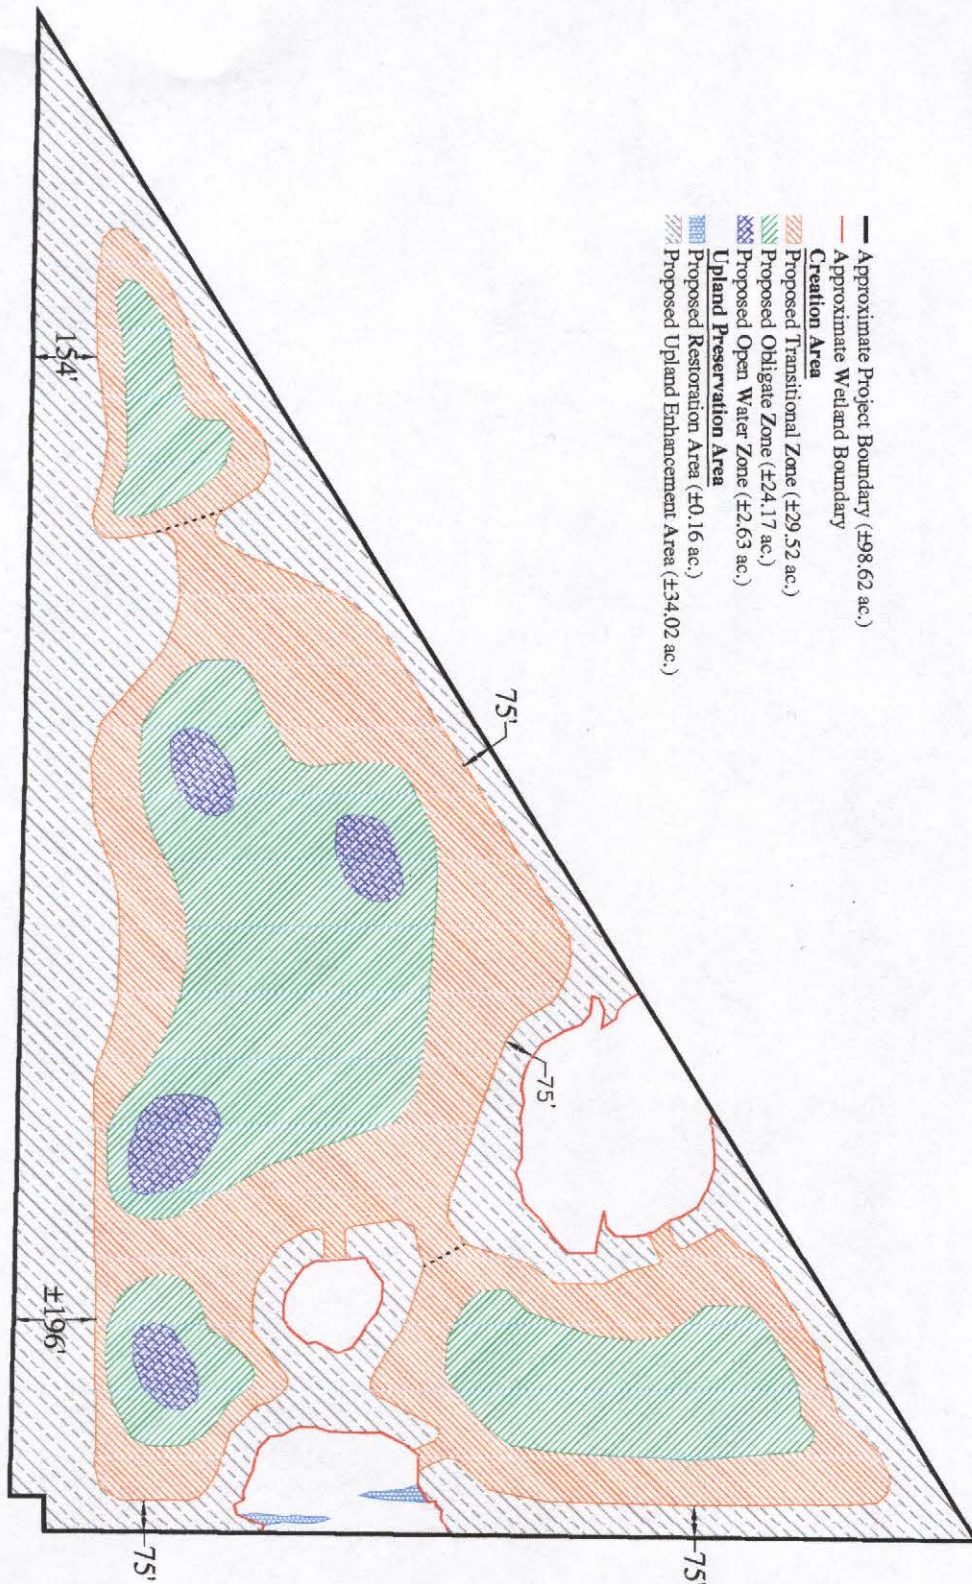 Approximate Project Boundary (±98.62 ac.)
Approximate Wetland Boundary
Creation Area
Proposed Transitional Zone (±29.52 ac.)
Proposed Obligate Zone (±24.17 ac.)
Proposed Open Water Zone (±2.63 ac.)
Upland Preservation Area
Proposed Restoration Area (±0.16 ac.)
Proposed Upland Enhancement Area (±34.02 ac.)
154'
75'
75'
±196'
75'
75'